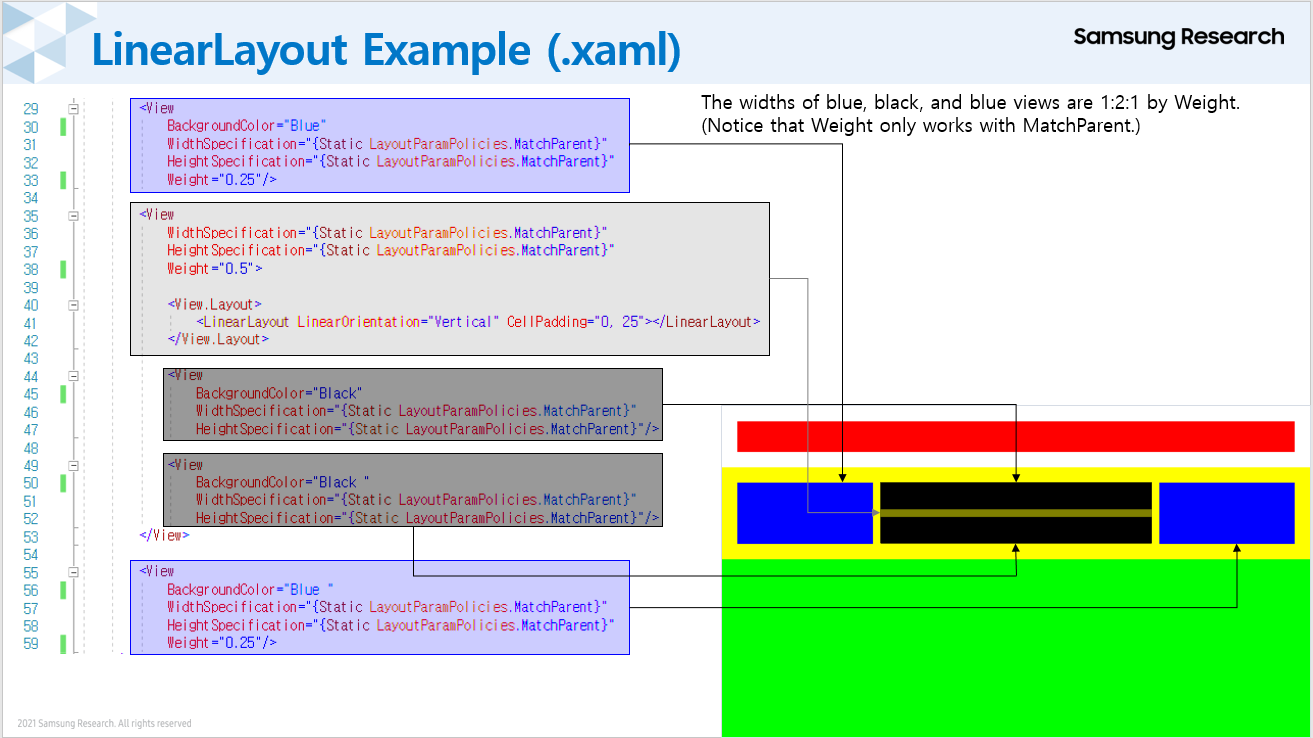 LinearLayout Example (.xaml)
Samsung Research
The widths of blue, black, and blue views are 1:2:1 by Weight.
(Notice that Weight only works with MatchParent.)
29 <View
30 BackgroundColor="Blue"
31 WidthSpecification="{Static LayoutParamPolicies.MatchParent}"
32 HeightSpecification="{Static LayoutParamPolicies.MatchParent}"
33 Weight="0.25"/>
34
35 <View
36 WidthSpecification="{Static LayoutParamPolicies.MatchParent}"
37 HeightSpecification="{Static LayoutParamPolicies.MatchParent}"
38 Weight="0.5">
39
40 <View.Layout>
41 <LinearLayout LinearOrientation="Vertical" CellPadding="0, 25"></LinearLayout>
42 </View.Layout>
43
44 <View
45 BackgroundColor="Black"
46 WidthSpecification="{Static LayoutParamPolicies.MatchParent}"
47 HeightSpecification="{Static LayoutParamPolicies.MatchParent}"/>
48
49 <View
50 BackgroundColor="Black "
51 WidthSpecification="{Static LayoutParamPolicies.MatchParent}"
52 HeightSpecification="{Static LayoutParamPolicies.MatchParent}"/>
53 </View>
54
55 <View
56 BackgroundColor="Blue "
57 WidthSpecification="{Static LayoutParamPolicies.MatchParent}"
58 HeightSpecification="{Static LayoutParamPolicies.MatchParent}"
59 Weight="0.25"/>
2021 Samsung Research. All rights reserved